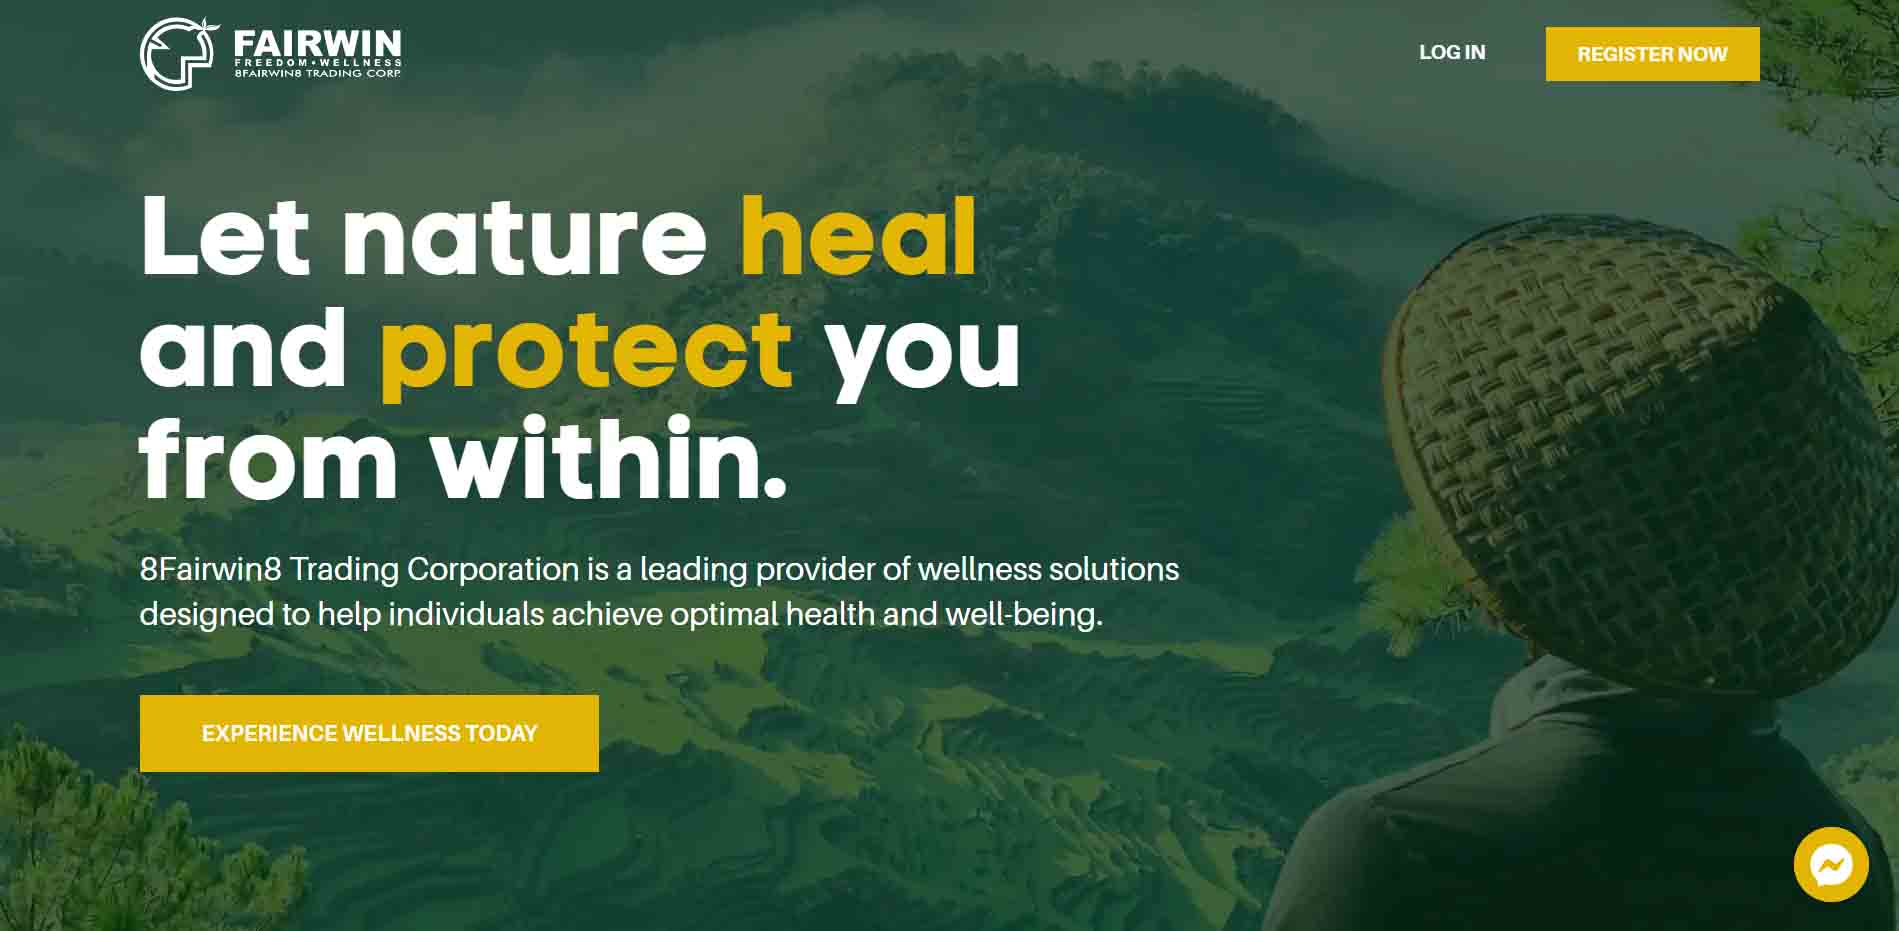 FAIRWIN
FREEDOM • WELLNESS
8FAIRWIN8 TRADING CORP.
LOG IN
REGISTER NOW
Let nature heal
and protect you
from within.
8Fairwin8 Trading Corporation is a leading provider of wellness solutions
designed to help individuals achieve optimal health and well-being.
EXPERIENCE WELLNESS TODAY